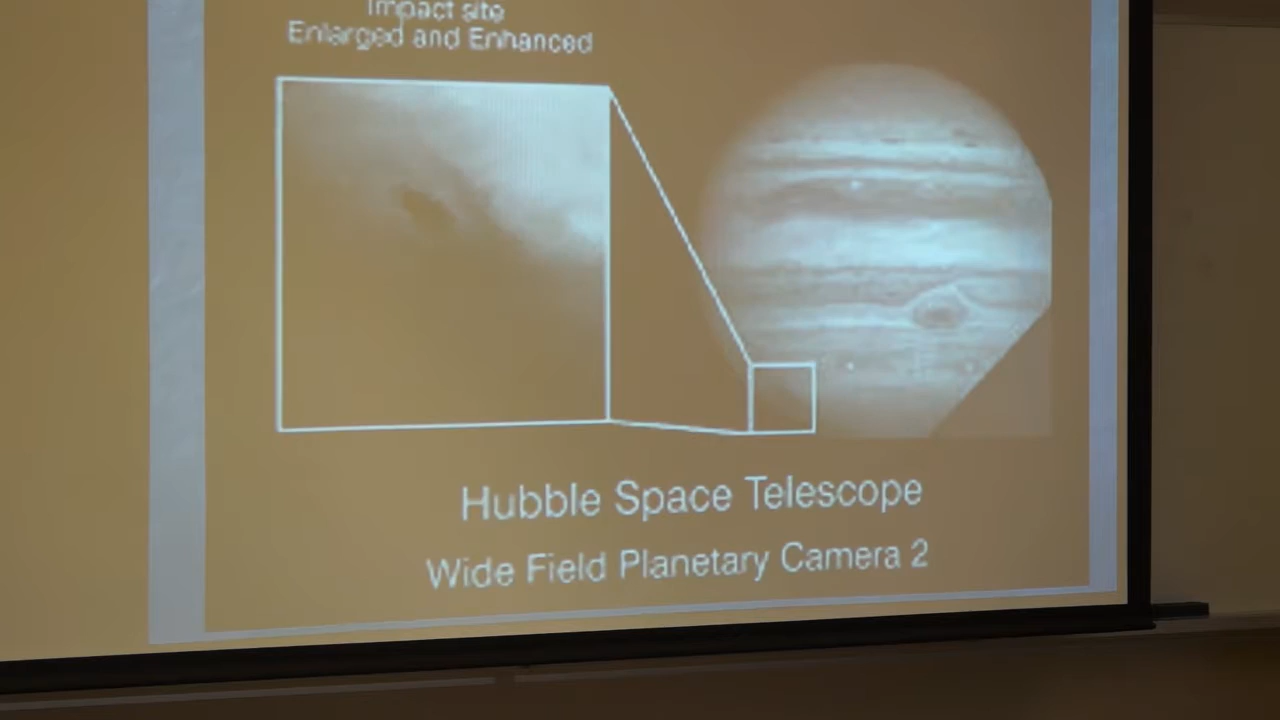 Impact site
Enlarged and Enhanced
Hubble Space Telescope
Wide Field Planetary Camera 2